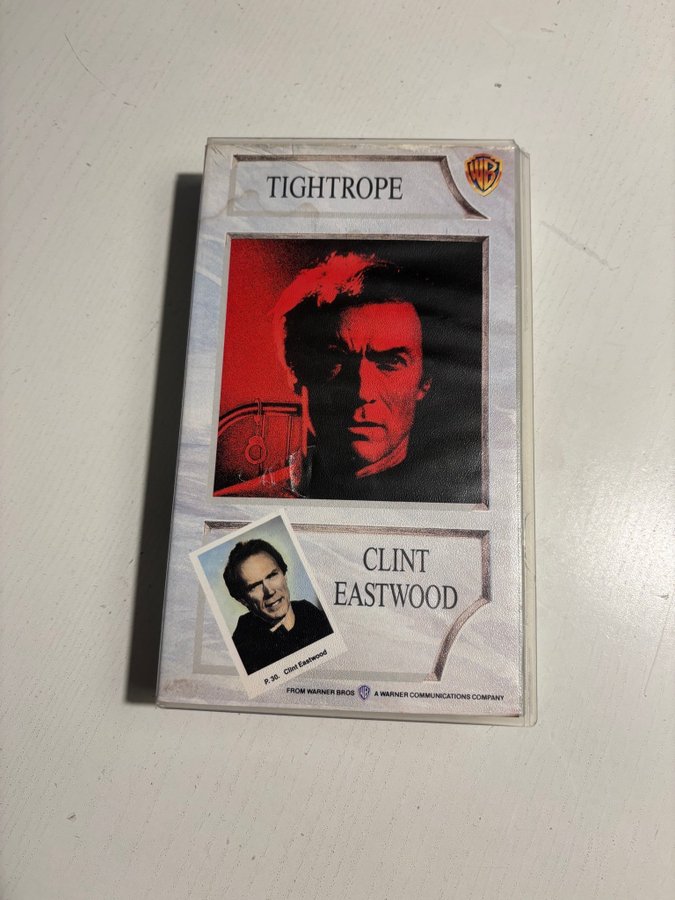 TIGHTROPE
WB
CLINT
EASTWOOD
P. 30. Clint Eastwood
FROM WARNER BROS WB A WARNER COMMUNICATIONS COMPANY